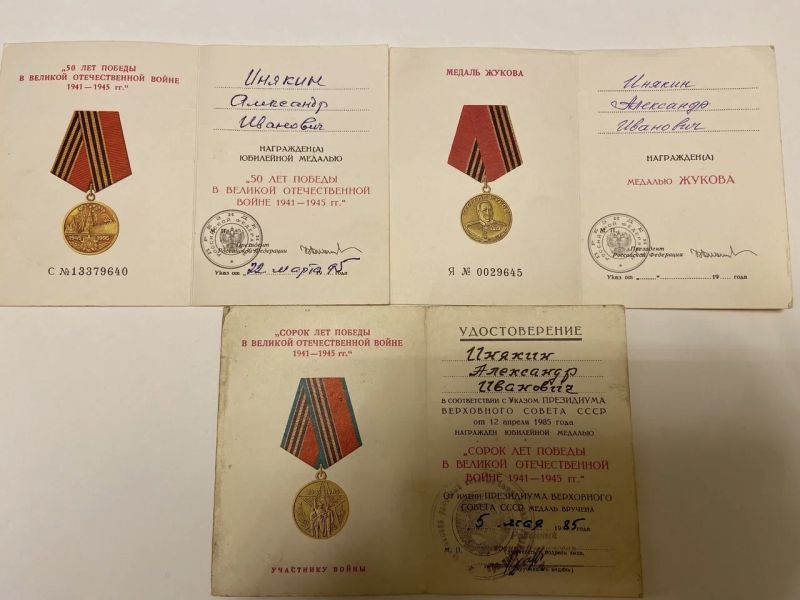 „50 ЛЕТ ПОБЕДЫ
В ВЕЛИКОЙ ОТЕЧЕСТВЕННОЙ ВОЙНЕ
1941—1945 гг.“
С №13379640
Инякин
Александр
Иванович
НАГРАЖДЕН(А)
ЮБИЛЕЙНОЙ МЕДАЛЬЮ
„50 ЛЕТ ПОБЕДЫ
В ВЕЛИКОЙ ОТЕЧЕСТВЕННОЙ
ВОЙНЕ 1941—1945 гг.“
Президент
Российской Федерации
Указ от 22 марта 95 года
МЕДАЛЬ ЖУКОВА
Я № 0029645
Инякин
Александр
Иванович
НАГРАЖДЕН(А)
МЕДАЛЬЮ ЖУКОВА
М. П.
Президент
Российской Федерации
Указ от „......“ 19 ..... года
„СОРОК ЛЕТ ПОБЕДЫ
В ВЕЛИКОЙ ОТЕЧЕСТВЕННОЙ ВОЙНЕ
1941—1945 гг.“
УЧАСТНИКУ ВОЙНЫ
УДОСТОВЕРЕНИЕ
Инякин
Александр
Иванович
В СООТВЕТСТВИИ С УКАЗОМ ПРЕЗИДИУМА
ВЕРХОВНОГО СОВЕТА СССР
от 12 апреля 1985 года
НАГРАЖДЕН ЮБИЛЕЙНОЙ МЕДАЛЬЮ
„СОРОК ЛЕТ ПОБЕДЫ
В ВЕЛИКОЙ ОТЕЧЕСТВЕННОЙ
ВОЙНЕ 1941—1945 гг.“
ОТ ИМЕНИ ПРЕЗИДИУМА ВЕРХОВНОГО
СОВЕТА СССР МЕДАЛЬ ВРУЧЕНА
5 мая 1985 года
М. П.